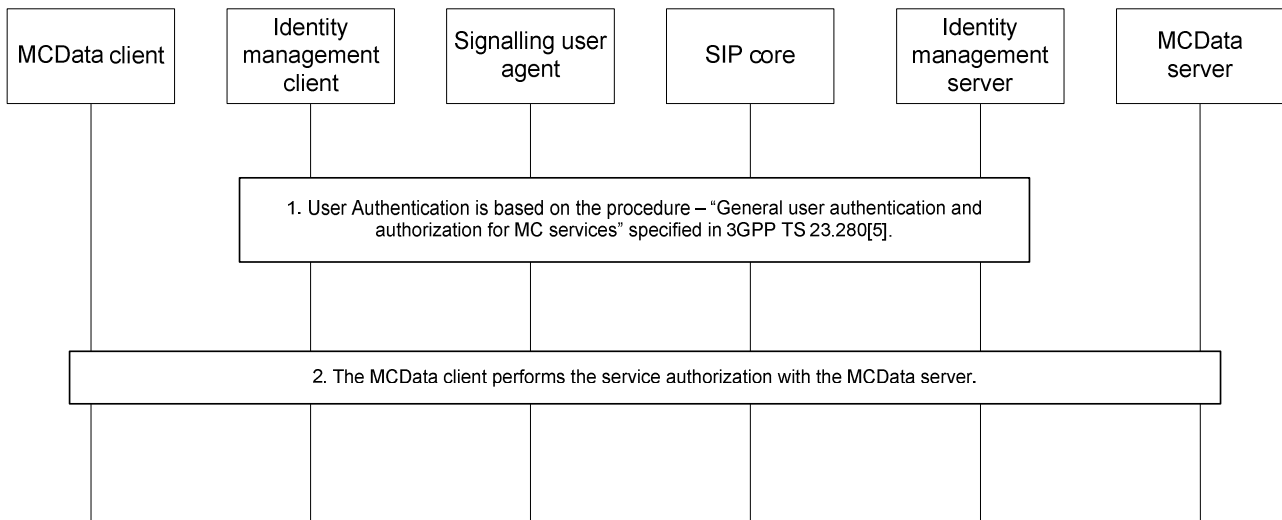 MCData client
Identity
management
client
Signalling user
agent
SIP core
Identity
management
server
MCData
server
1. User Authentication is based on the procedure – “General user authentication and
authorization for MC services” specified in 3GPP TS 23.280[5].
2. The MCData client performs the service authorization with the MCData server.